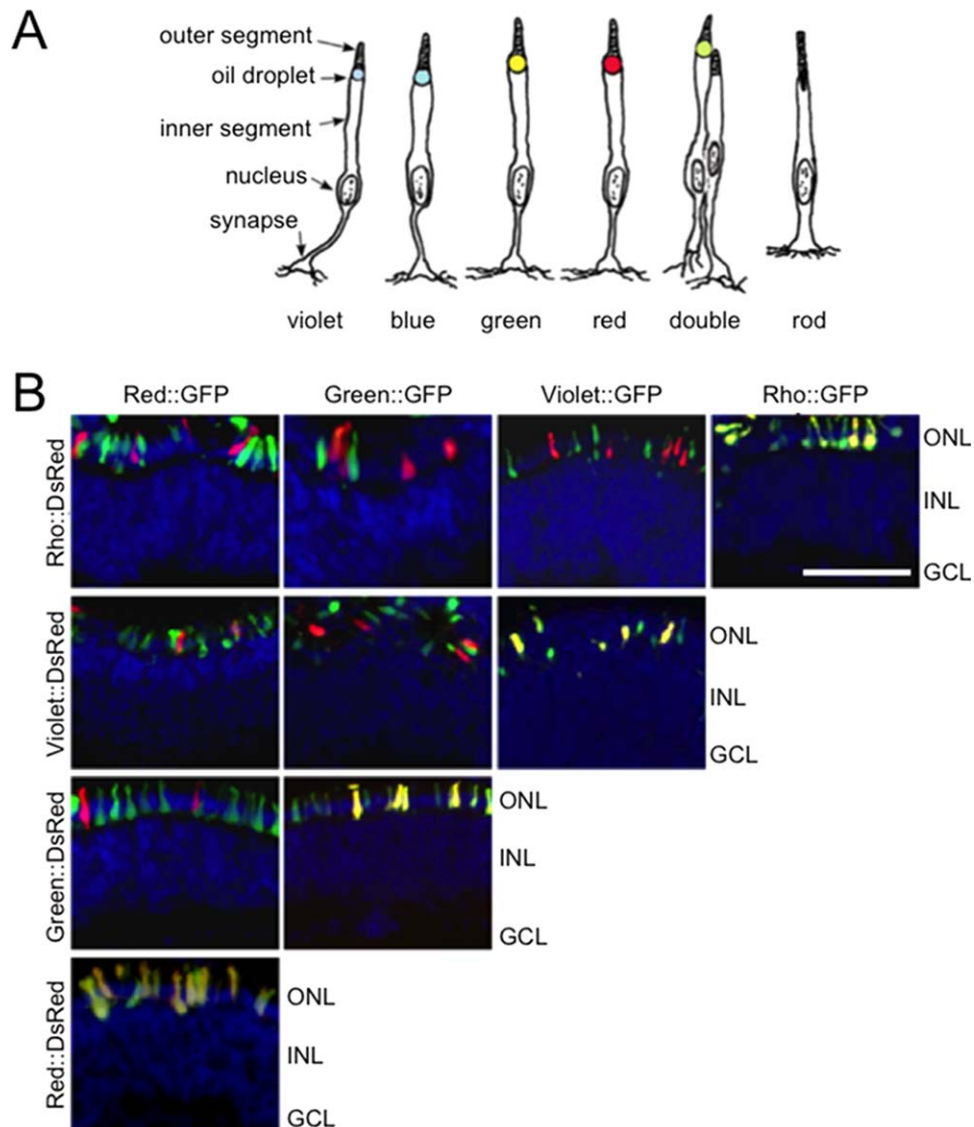 A
outer segment
oil droplet
inner segment
nucleus
synapse
violet blue green red double rod
B
Red::GFP Green::GFP Violet::GFP Rho::GFP
Rho::DsRed
ONL
INL
GCL
Violet::DsRed
ONL
INL
GCL
Green::DsRed
ONL
INL
GCL
Red::DsRed
ONL
INL
GCL